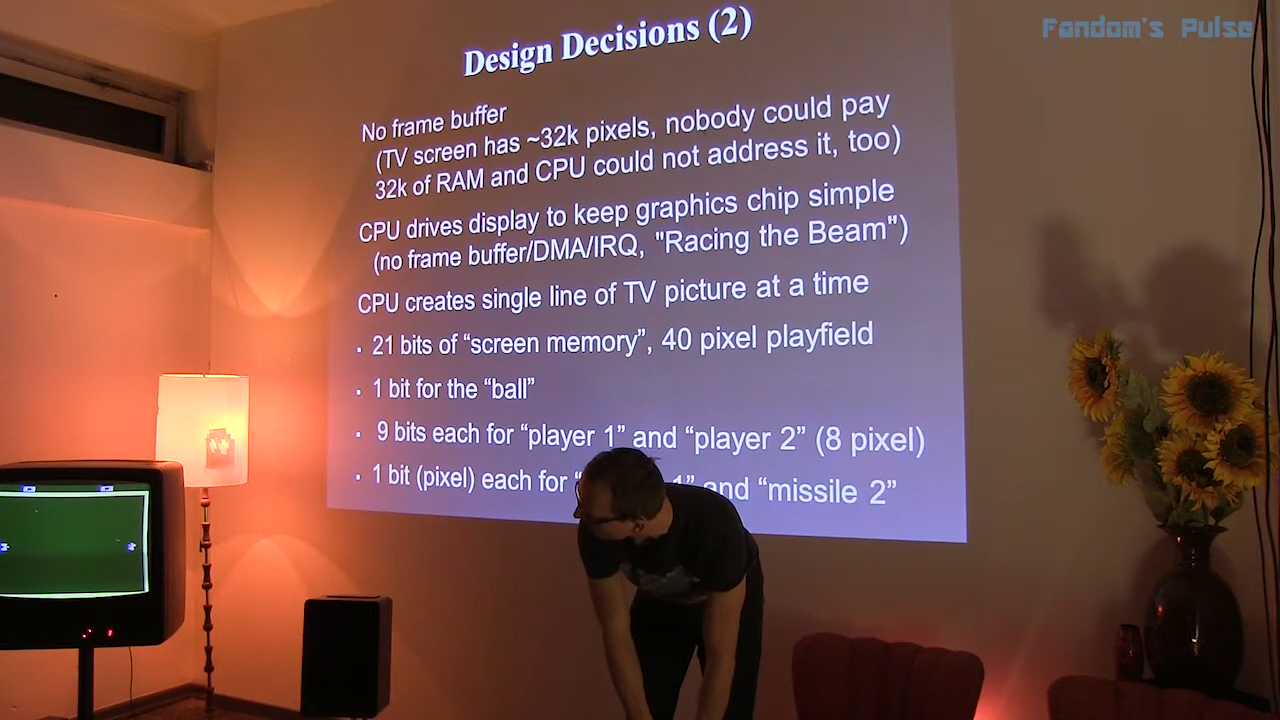 Fandom's Pulse
Design Decisions (2)
No frame buffer
(TV screen has ~32k pixels, nobody could pay
32k of RAM and CPU could not address it, too)
CPU drives display to keep graphics chip simple
(no frame buffer/DMA/IRQ, "Racing the Beam")
CPU creates single line of TV picture at a time
· 21 bits of “screen memory”, 40 pixel playfield
· 1 bit for the “ball”
· 9 bits each for “player 1” and “player 2” (8 pixel)
· 1 bit (pixel) each for “ 1” and “missile 2”